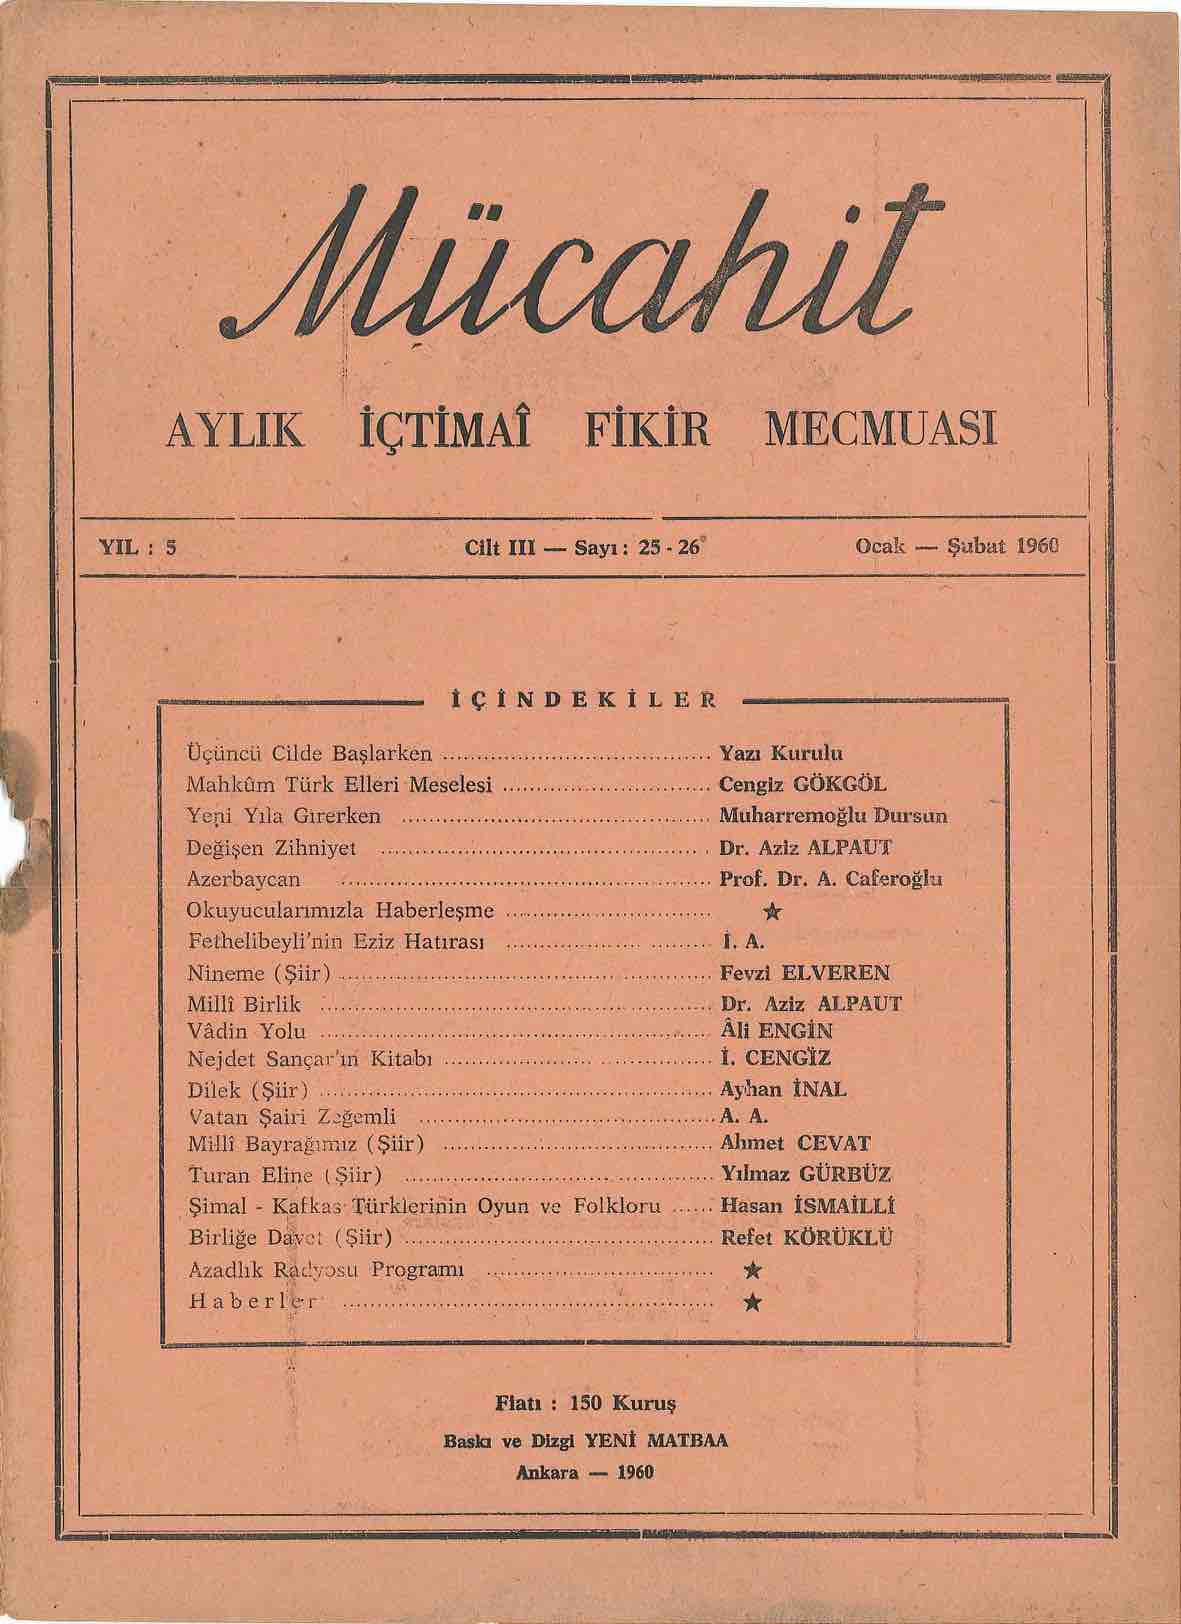 Mücahit
AYLIK İÇTİMAÎ FİKİR MECMUASI
YIL : 5 Cilt III — Sayı : 25 - 26 Ocak — Şubat 1960
İÇİNDEKİLER
Üçüncü Cilde Başlarken ........ Yazı Kurulu
Mahkûm Türk Elleri Meselesi ........ Cengiz GÖKGÖL
Yeni Yıla Girerken ........ Muharremoğlu Dursun
Değişen Zihniyet ........ Dr. Aziz ALPAUT
Azerbaycan ........ Prof. Dr. A. Caferoğlu
Okuyucularımızla Haberleşme ........ ★
Fethelibeyli'nin Eziz Hatırası ........ İ. A.
Nineme (Şiir) ........ Fevzi ELVEREN
Millî Birlik ........ Dr. Aziz ALPAUT
Vâdin Yolu ........ Âli ENGİN
Nejdet Sançar'ın Kitabı ........ İ. CENGİZ
Dilek (Şiir) ........ Ayhan İNAL
Vatan Şairi Zeğemli ........ A. A.
Millî Bayrağımız (Şiir) ........ Ahmet CEVAT
Turan Eline (Şiir) ........ Yılmaz GÜRBÜZ
Şimal - Kafkas Türklerinin Oyun ve Folkloru ...... Hasan İSMAİLLİ
Birliğe Davet (Şiir) ........ Refet KÖRÜKLÜ
Azadlık Radyosu Programı ........ ★
Haberler ........ ★
Fiatı : 150 Kuruş
Baskı ve Dizgi YENİ MATBAA
Ankara — 1960